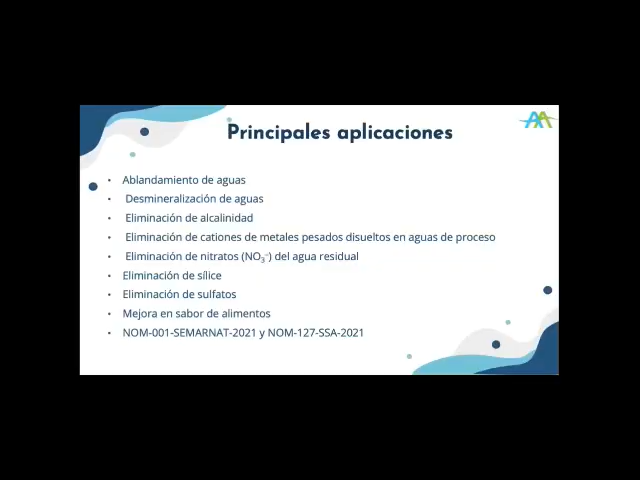 Principales aplicaciones
• Ablandamiento de aguas
• Desmineralización de aguas
• Eliminación de alcalinidad
• Eliminación de cationes de metales pesados disueltos en aguas de proceso
• Eliminación de nitratos (NO₃⁻) del agua residual
• Eliminación de sílice
• Eliminación de sulfatos
• Mejora en sabor de alimentos
• NOM-001-SEMARNAT-2021 y NOM-127-SSA-2021